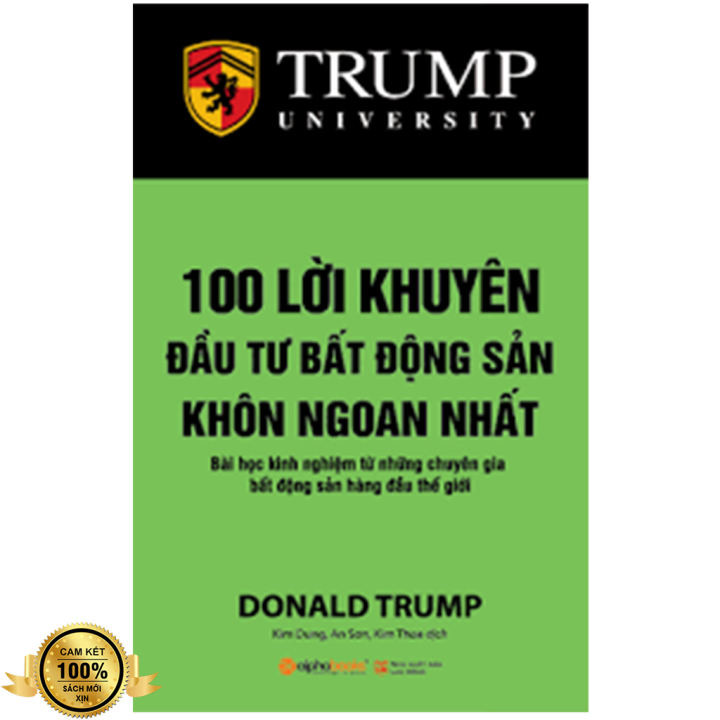 TRUMP
UNIVERSITY
100 LỜI KHUYÊN
ĐẦU TƯ BẤT ĐỘNG SẢN
KHÔN NGOAN NHẤT
Bài học kinh nghiệm từ những chuyên gia
bất động sản hàng đầu thế giới
DONALD TRUMP
Kim Dung, An Sơn, Kim Thoa dịch
alphabooks
CAM KẾT
100%
SÁCH MỚI
XỊN